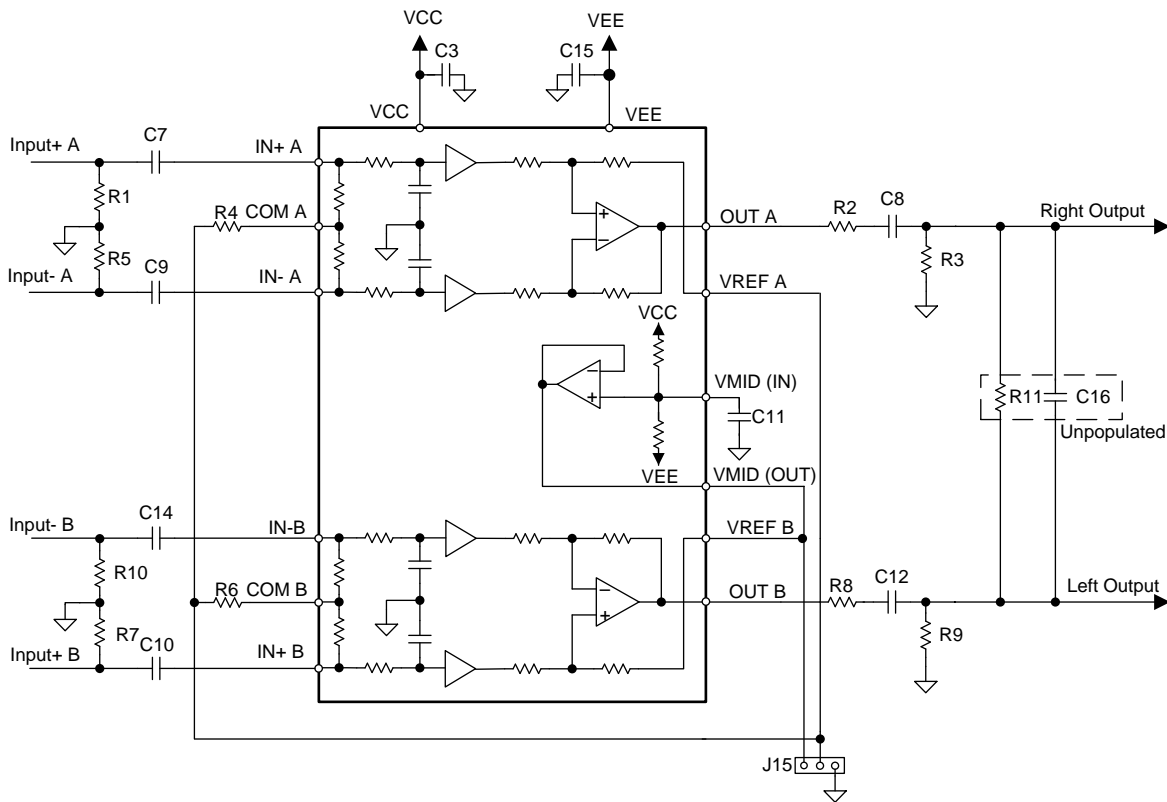 VCC
VEE
C3
C15
VCC
VEE
Input+ A
C7
IN+ A
R1
R4
COM A
OUT A
R2
C8
Right Output
R5
R3
Input- A
C9
IN- A
VREF A
VCC
VMID (IN)
C11
R11
C16
Unpopulated
VEE
VMID (OUT)
Input- B
C14
IN-B
VREF B
R10
R6
COM B
OUT B
R8
C12
Left Output
R7
R9
Input+ B
C10
IN+ B
J15